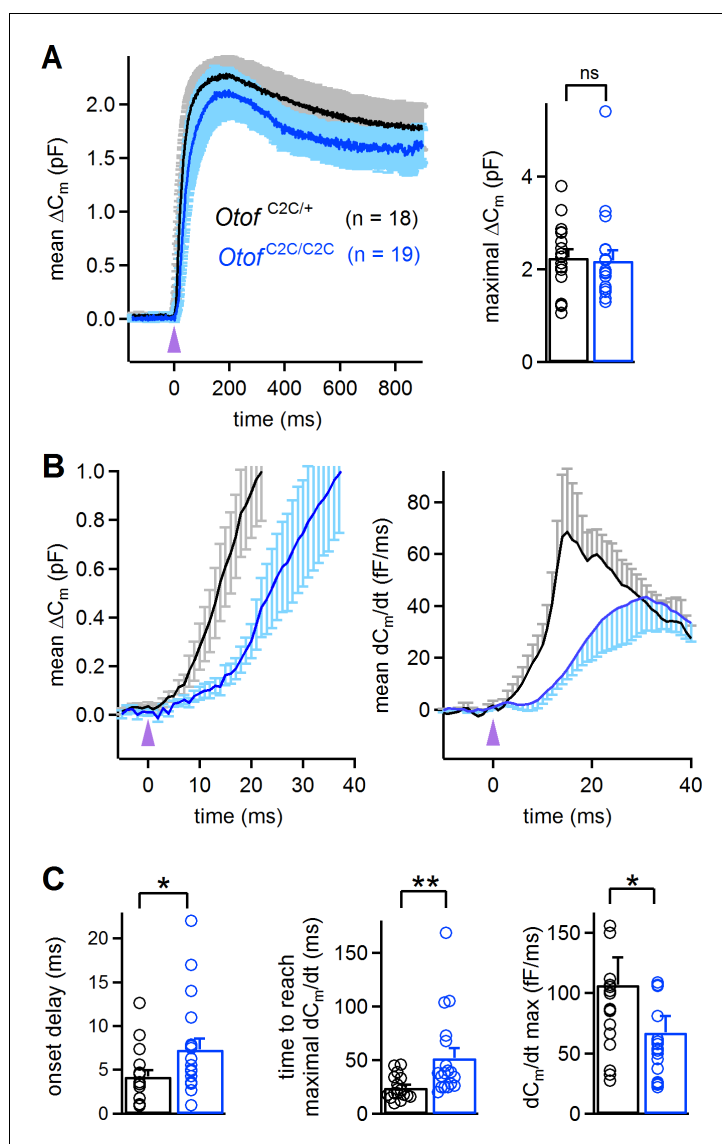 A
mean ΔCm (pF)
2.0
1.5
1.0
0.5
0.0
Otof C2C/+ (n = 18)
Otof C2C/C2C (n = 19)
0 200 400 600 800
time (ms)
ns
maximal ΔCm (pF)
4
2
0
B
mean ΔCm (pF)
1.0
0.8
0.6
0.4
0.2
0.0
0 10 20 30 40
time (ms)
mean dCm/dt (fF/ms)
80
60
40
20
0
0 20 40
time (ms)
C
*
onset delay (ms)
20
15
10
5
0
**
time to reach
maximal dCm/dt (ms)
150
100
50
0
*
dCm/dt max (fF/ms)
150
100
50
0